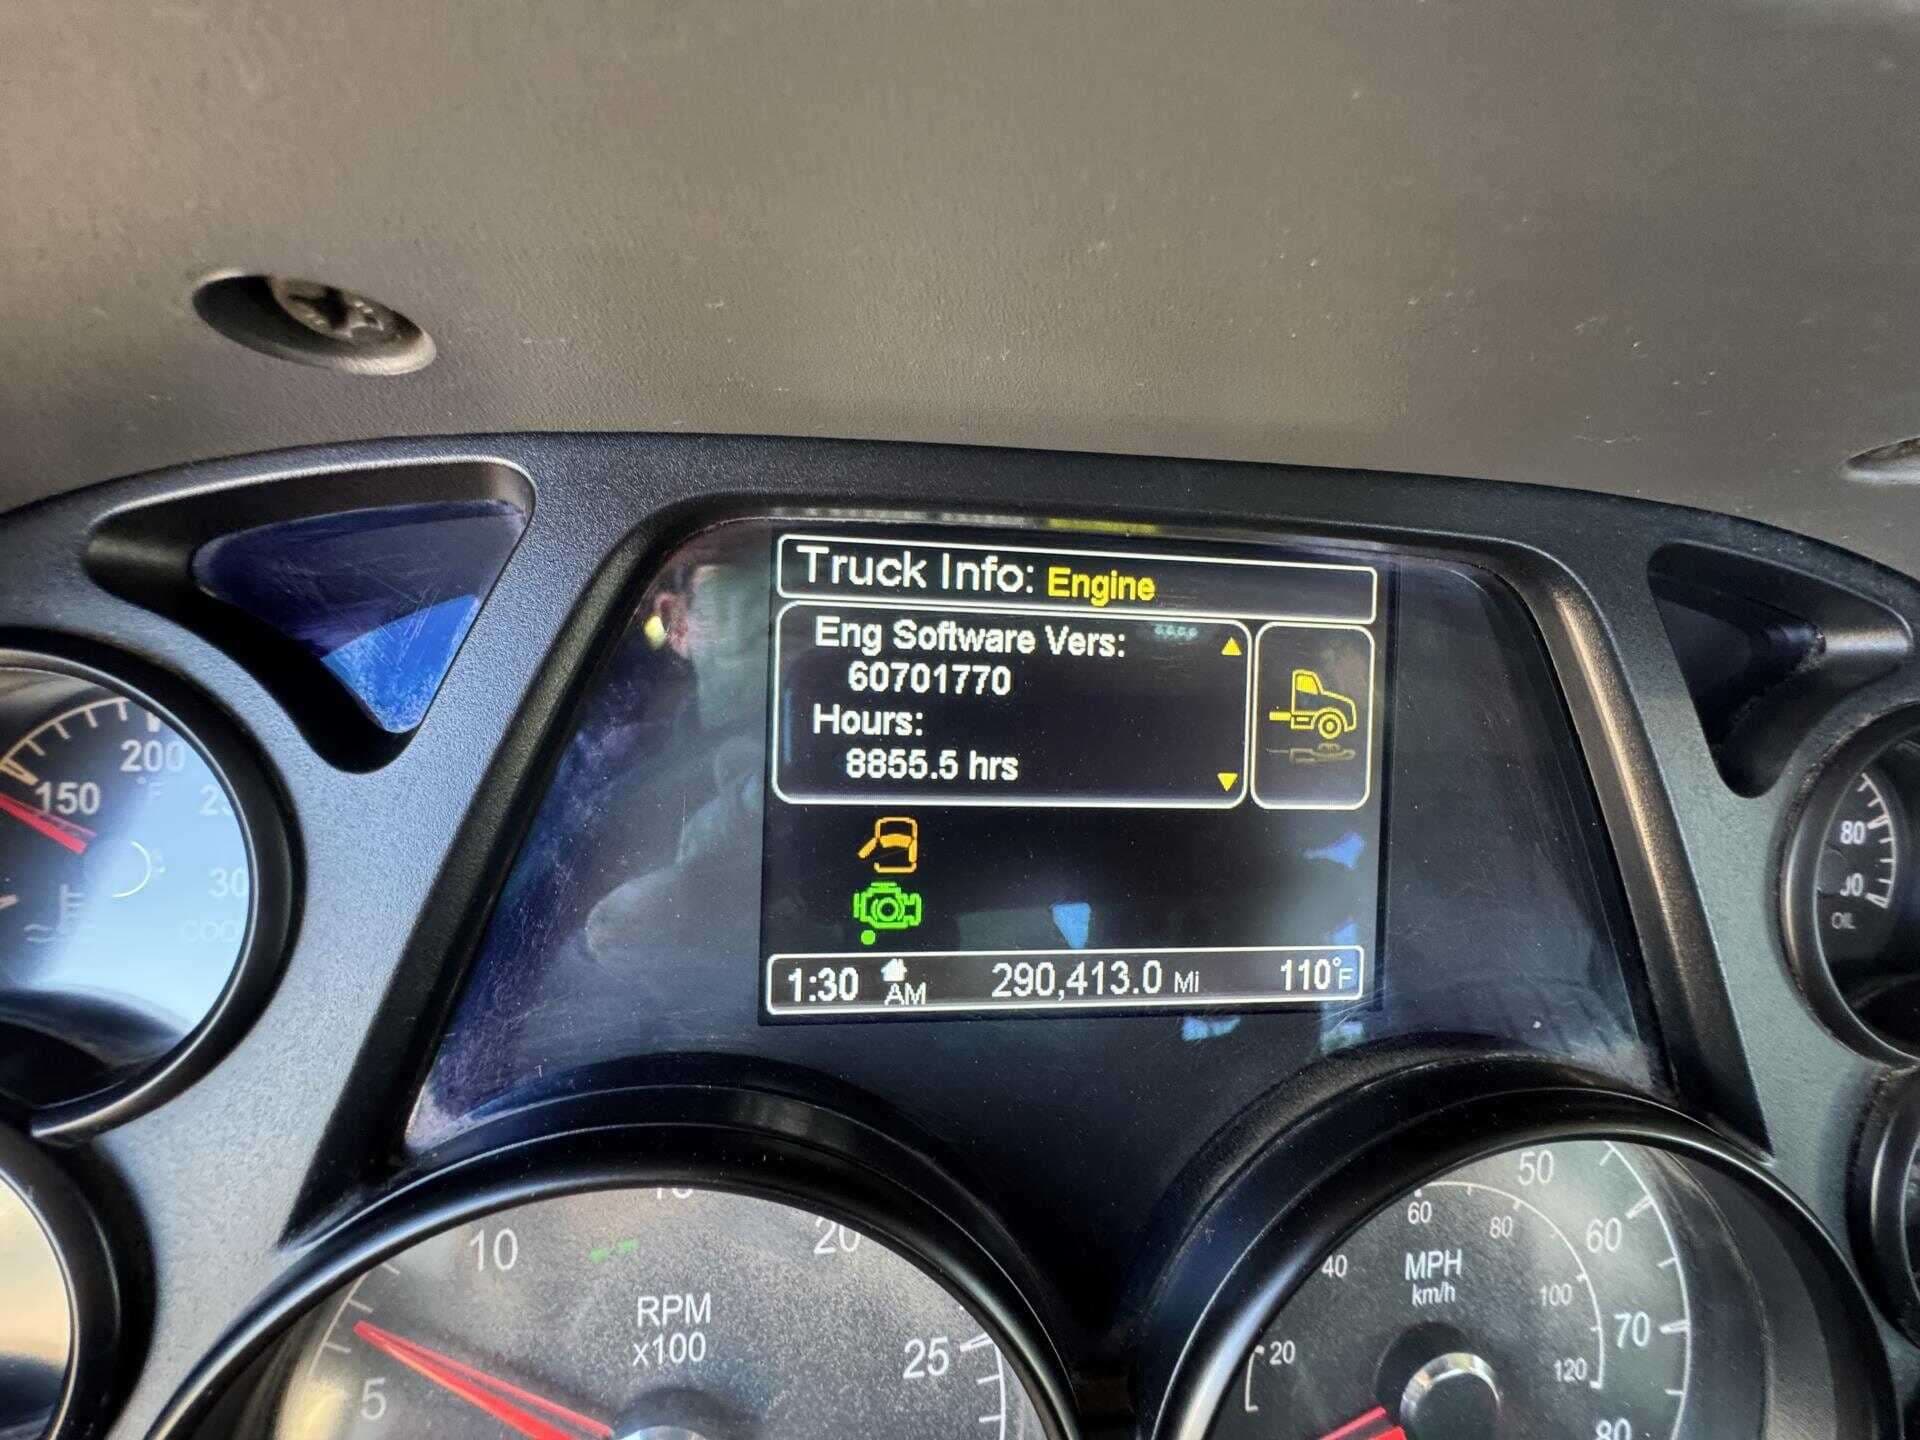 Truck Info: Engine
Eng Software Vers:
60701770
Hours:
8855.5 hrs
1:30 AM 290,413.0 Mi 110°F
150
200
°F
80
OIL
5
10
20
25
RPM
x100
50
60
70
80
MPH
km/h
20
40
60
80
100
120